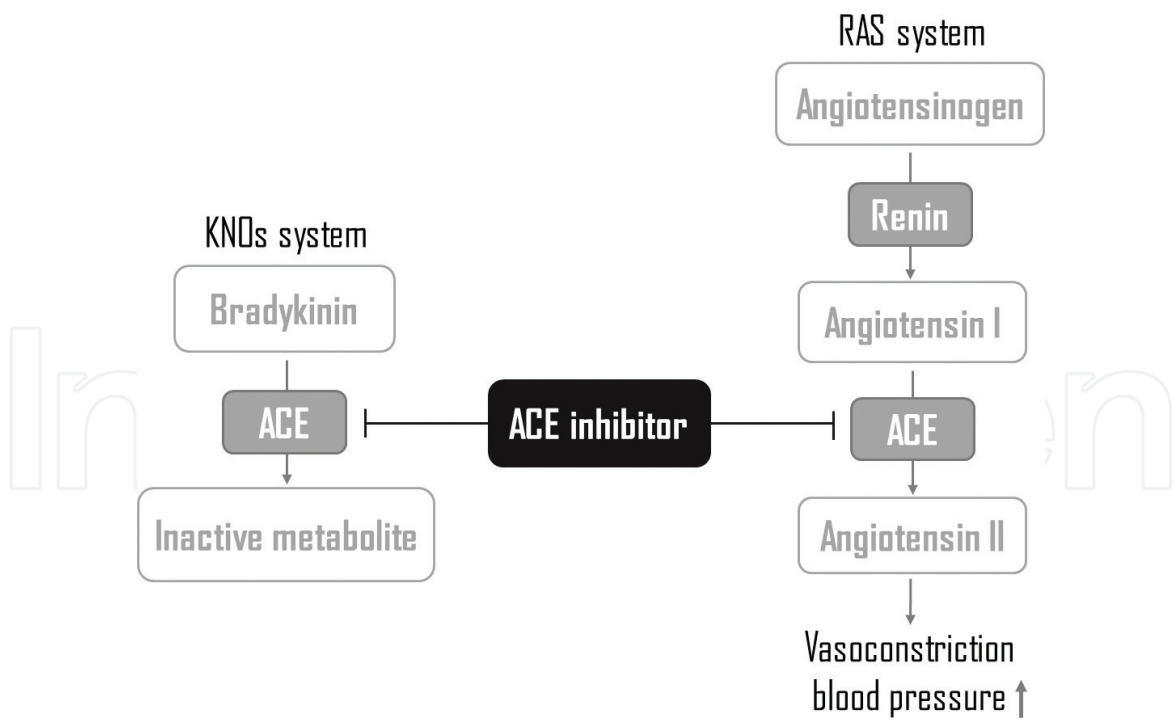 RAS system
Angiotensinogen
Renin
KNOs system
Bradykinin
Angiotensin I
ACE
ACE inhibitor
ACE
Inactive metabolite
Angiotensin II
Vasoconstriction
blood pressure ↑